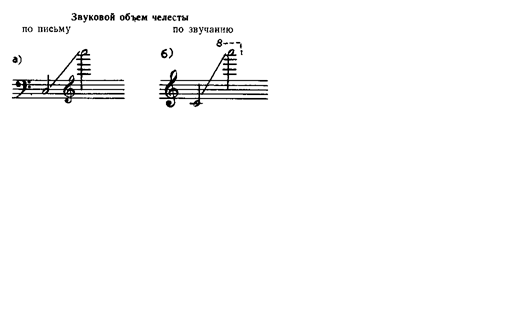 Звуковой объем челесты
по письму по звучанию
а) б) 8